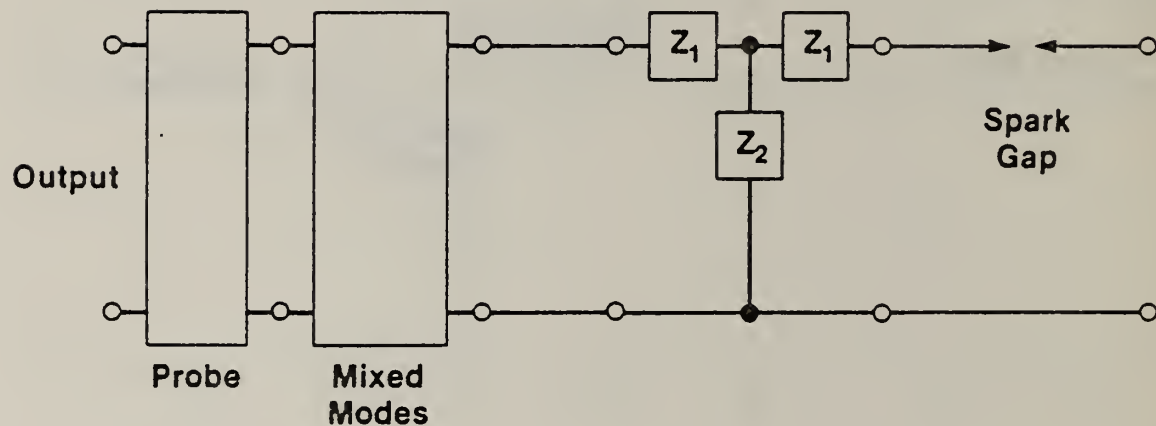 Z1
Z1
Z2
Output
Spark
Gap
Probe
Mixed
Modes